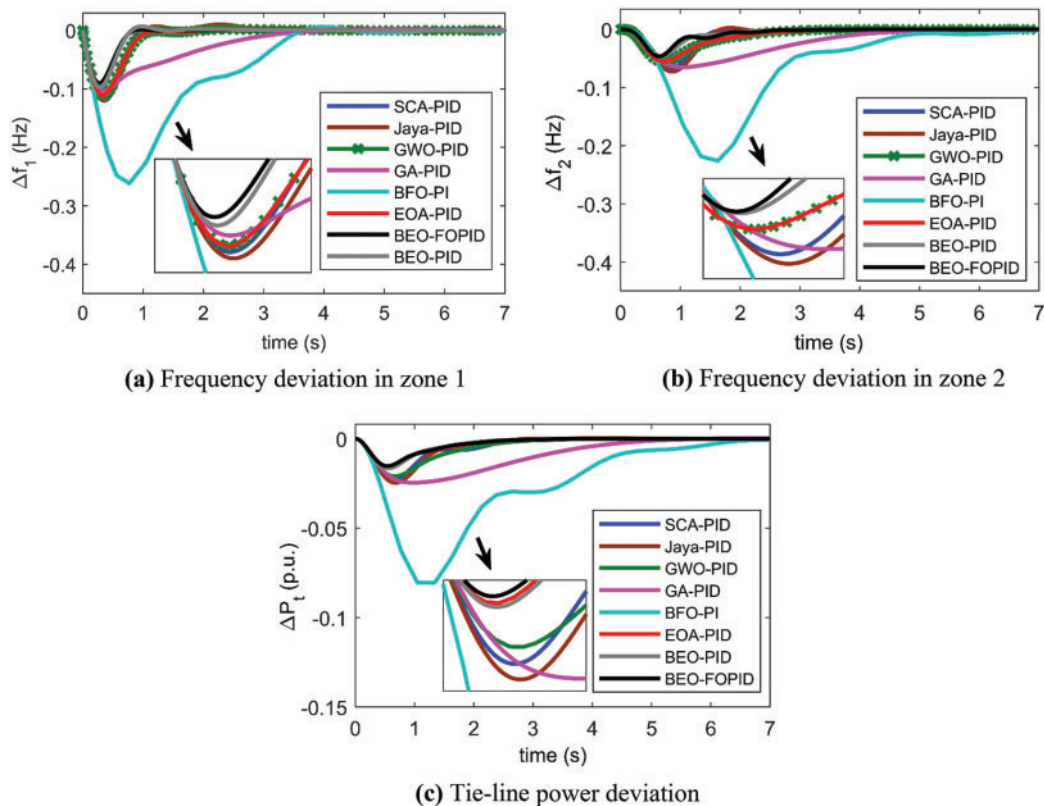 0
-0.1
-0.2
-0.3
-0.4
Δf1 (Hz)
SCA-PID
Jaya-PID
GWO-PID
GA-PID
BFO-PI
EOA-PID
BEO-FOPID
BEO-PID
0 1 2 3 4 5 6 7
time (s)
(a) Frequency deviation in zone 1
0
-0.1
-0.2
-0.3
-0.4
Δf2 (Hz)
SCA-PID
Jaya-PID
GWO-PID
GA-PID
BFO-PI
EOA-PID
BEO-PID
BEO-FOPID
0 1 2 3 4 5 6 7
time (s)
(b) Frequency deviation in zone 2
0
-0.05
-0.1
-0.15
ΔP_t (p.u.)
SCA-PID
Jaya-PID
GWO-PID
GA-PID
BFO-PI
EOA-PID
BEO-PID
BEO-FOPID
0 1 2 3 4 5 6 7
time (s)
(c) Tie-line power deviation